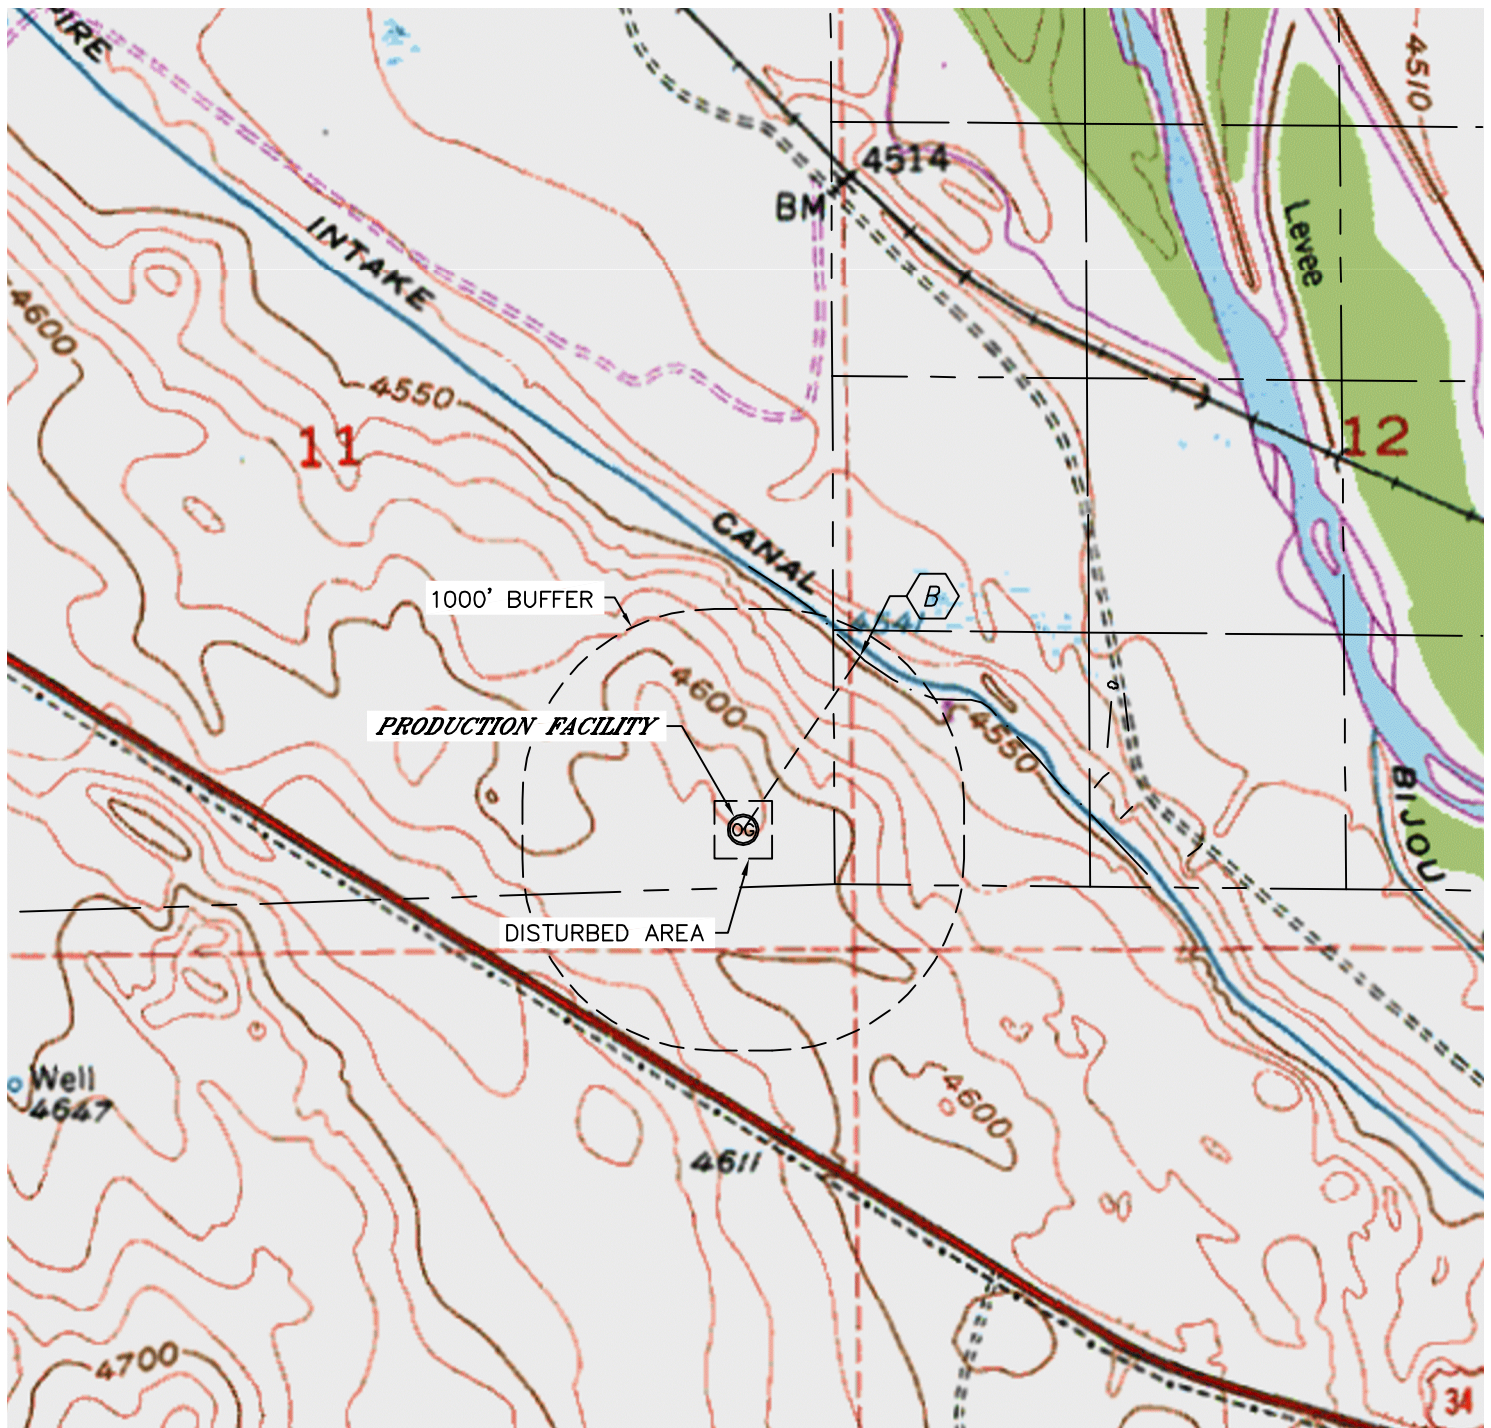 PIRE
4510
4514
BM
Levee
INTAKE
4600
4550
11
12
CANAL
1000' BUFFER
B
4541
4600
PRODUCTION FACILITY
4550
BIJOU
OG
DISTURBED AREA
Well
4647
4600
4611
4700
34